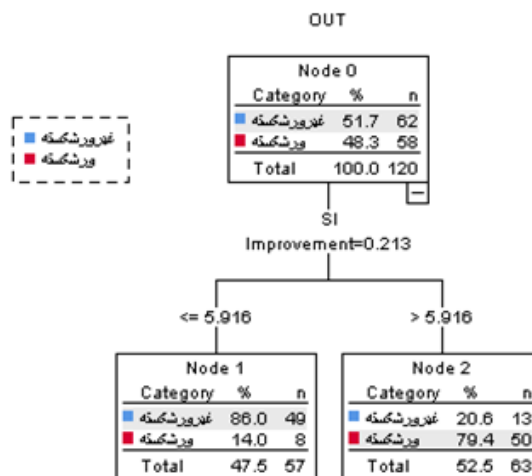 OUT
Node 0
Category % n
غیرورشکسته 51.7 62
ورشکسته 48.3 58
Total 100.0 120
غیرورشکسته
ورشکسته
SI
Improvement=0.213
<= 5.916
> 5.916
Node 1
Category % n
غیرورشکسته 86.0 49
ورشکسته 14.0 8
Total 47.5 57
Node 2
Category % n
غیرورشکسته 20.6 13
ورشکسته 79.4 50
Total 52.5 63